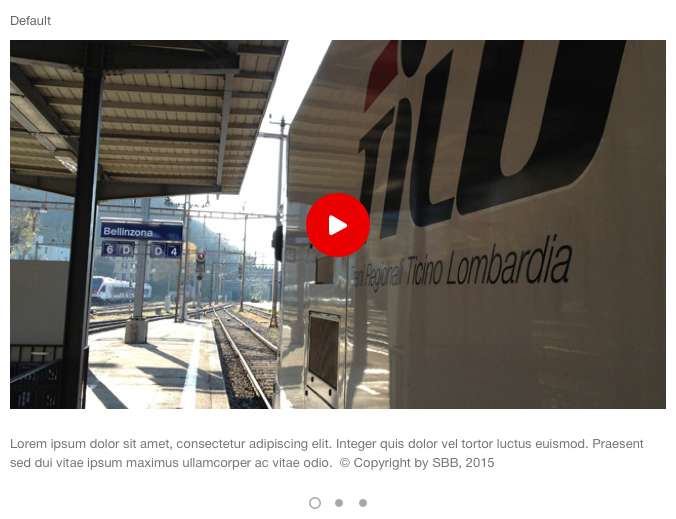 Default
TiLo
Bellinzona
6 D D 4
Treni Regionali Ticino Lombardia
Lorem ipsum dolor sit amet, consectetur adipiscing elit. Integer quis dolor vel tortor luctus euismod. Praesent
sed dui vitae ipsum maximus ullamcorper ac vitae odio.  © Copyright by SBB, 2015